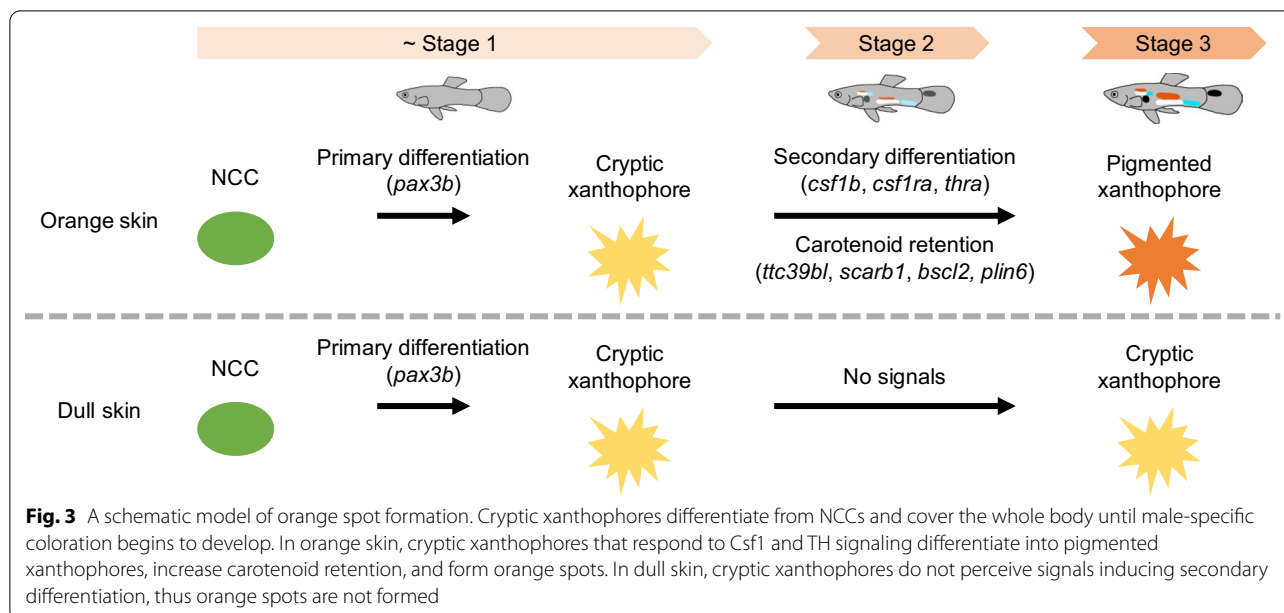 ~ Stage 1
Stage 2
Stage 3
Orange skin
NCC
Primary differentiation
(pax3b)
Cryptic
xanthophore
Secondary differentiation
(csf1b, csf1ra, thra)
Carotenoid retention
(ttc39bl, scarb1, bscl2, plin6)
Pigmented
xanthophore
Dull skin
NCC
Primary differentiation
(pax3b)
Cryptic
xanthophore
No signals
Cryptic
xanthophore
Fig. 3 A schematic model of orange spot formation. Cryptic xanthophores differentiate from NCCs and cover the whole body until male-specific
coloration begins to develop. In orange skin, cryptic xanthophores that respond to Csf1 and TH signaling differentiate into pigmented
xanthophores, increase carotenoid retention, and form orange spots. In dull skin, cryptic xanthophores do not perceive signals inducing secondary
differentiation, thus orange spots are not formed